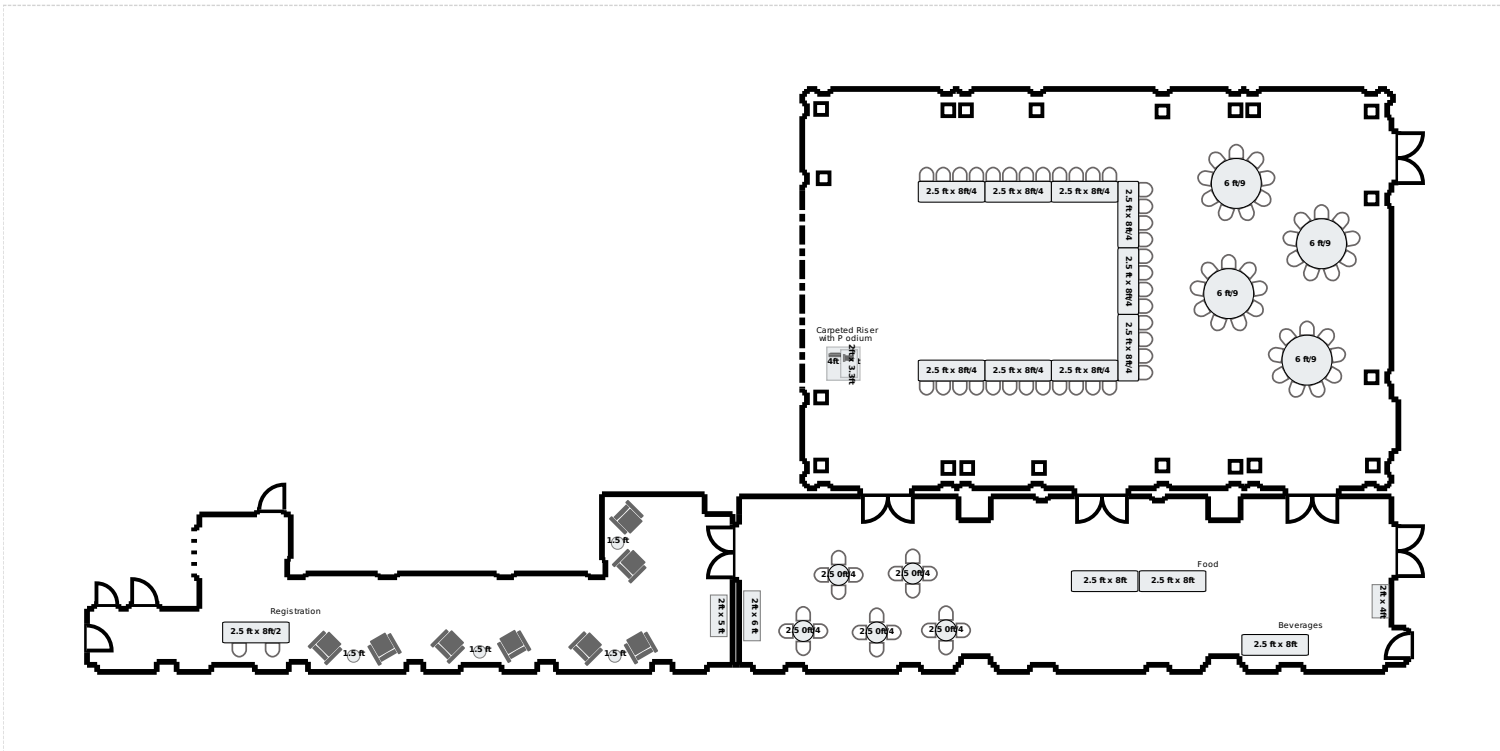 6 ft/9
2.5 ft x 8ft/4
2.5 ft x 8ft/4
2.5 ft x 8ft/4
2.5 ft x 8ft/4
6 ft/9
2.5 ft x 8ft/4
6 ft/9
Carpeted Riser
with P odium
2.5 ft x 8ft/4
4ft
2ft x 3.3ft
6 ft/9
2.5 ft x 8ft/4
2.5 ft x 8ft/4
2.5 ft x 8ft/4
1.5 ft
Food
2.5 0ft/4
2.5 0ft/4
2.5 ft x 8ft
2.5 ft x 8ft
Registration
2ft x 5 ft
2ft x 6 ft
2ft x 4ft
Beverages
2.5 ft x 8ft/2
2.5 0ft/4
2.5 0ft/4
2.5 0ft/4
1.5 ft
1.5 ft
1.5 ft
2.5 ft x 8ft